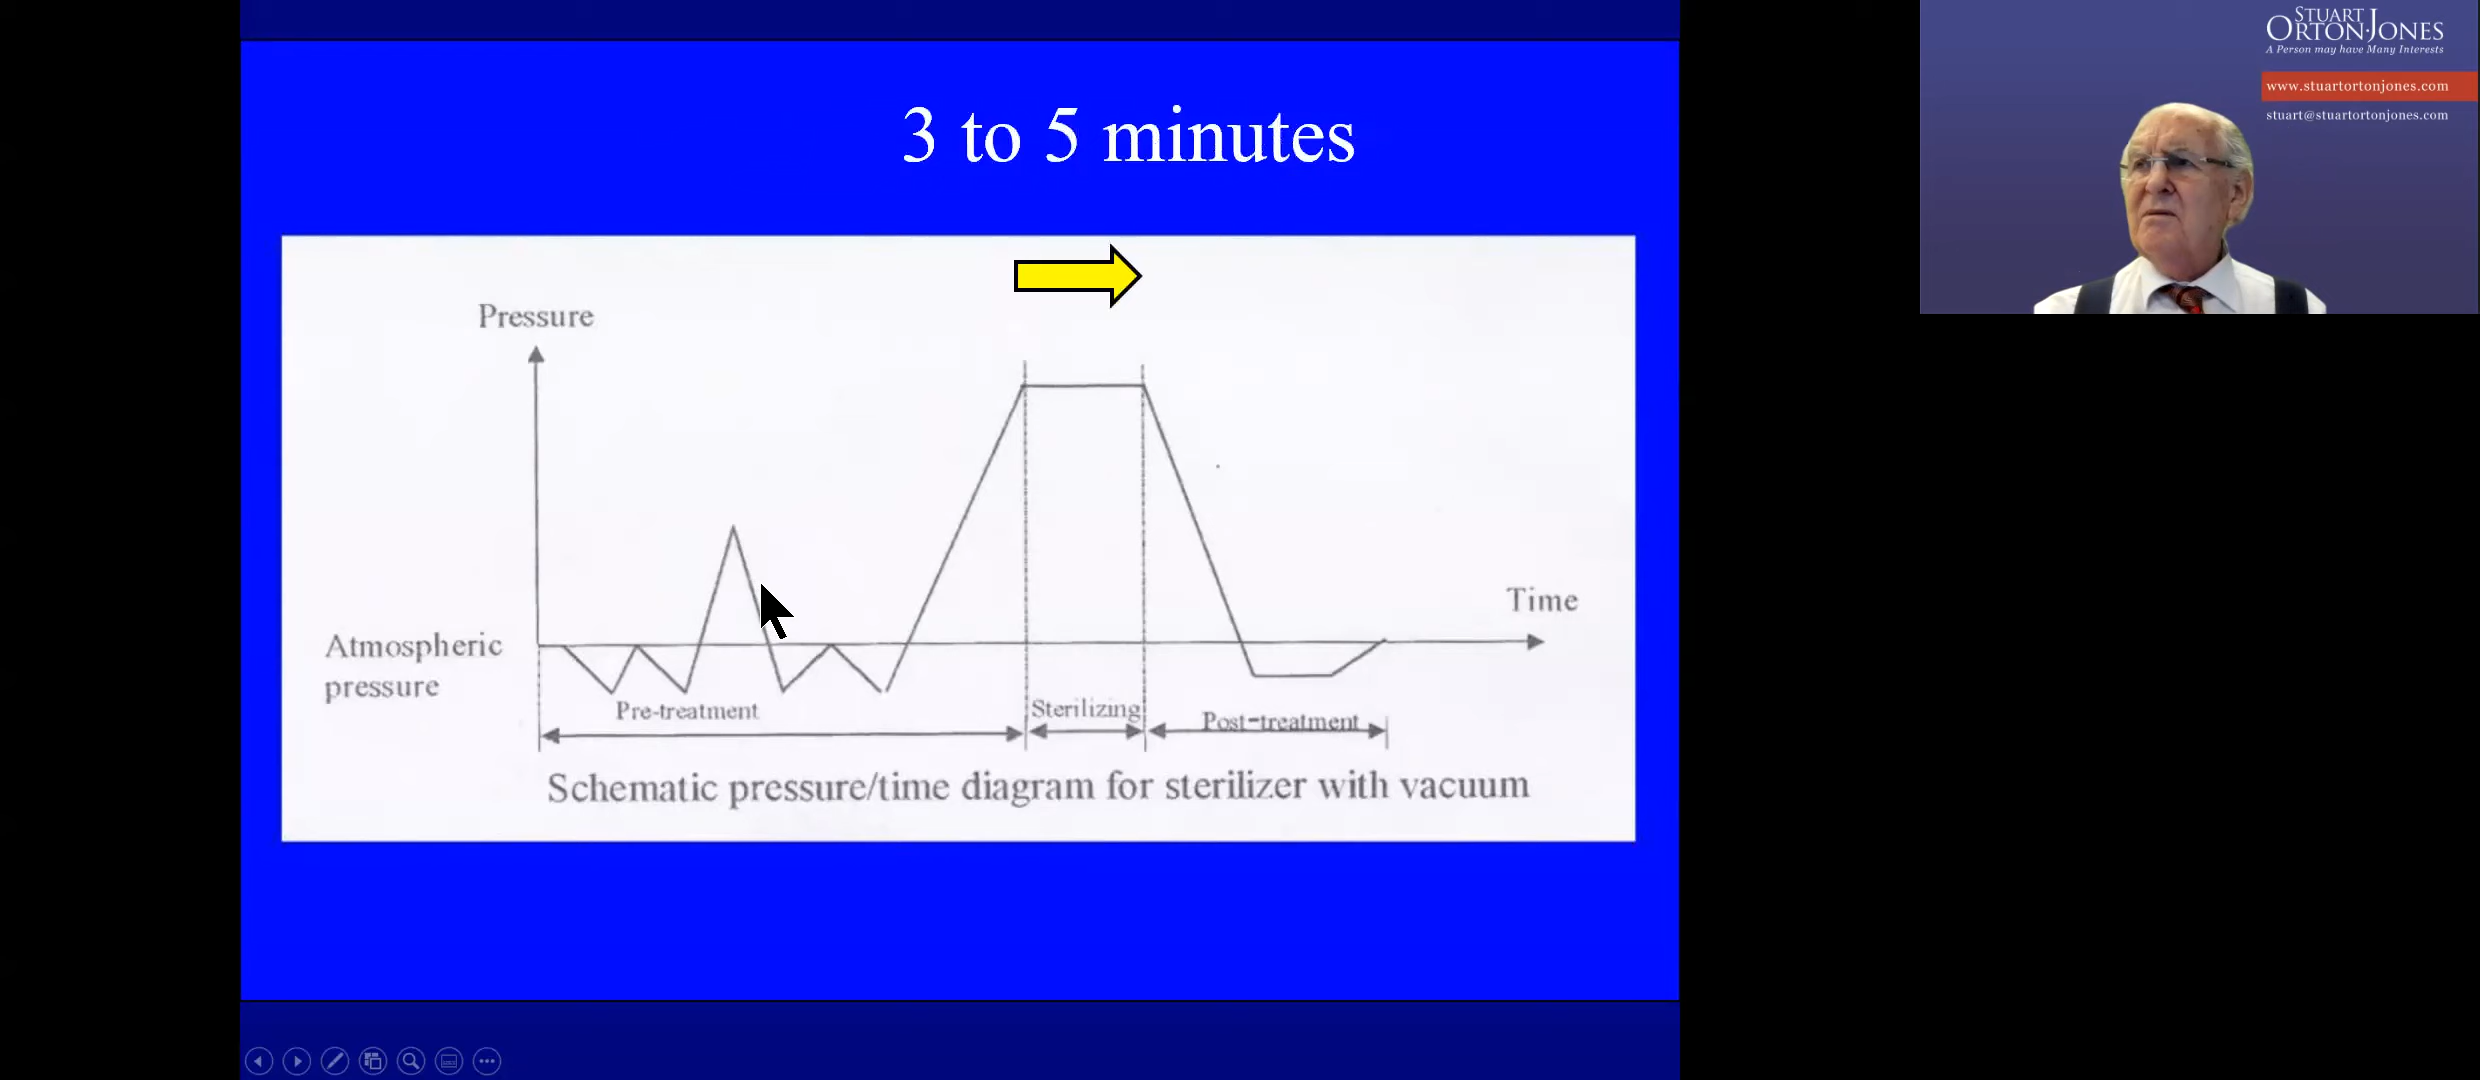 3 to 5 minutes
Pressure
Time
Atmospheric
pressure
Pre-treatment
Sterilizing
Post-treatment
Schematic pressure/time diagram for sterilizer with vacuum
STUART
ORTON-JONES
A Person may have Many Interests
www.stuartortonjones.com
stuart@stuartortonjones.com